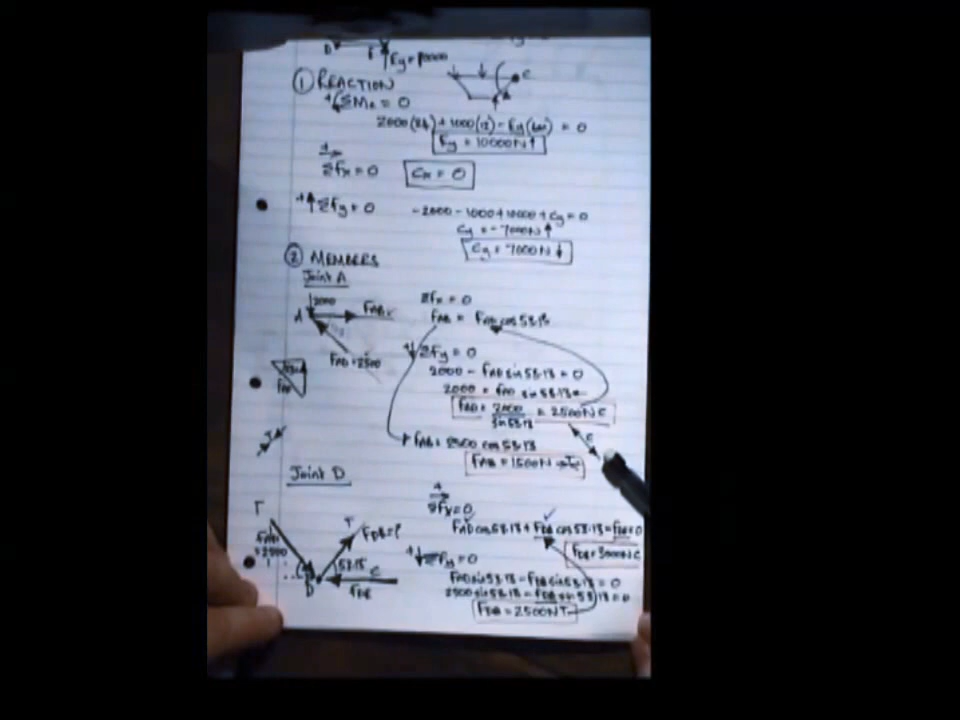 D E Ey = 10000
① REACTION C
+ ΣMc = 0
2000(24) + 1000(12) - Ey(6m) = 0
Ey = 10000N↑
+→ ΣFx = 0 Cx = 0
+↑ΣFy = 0 -2000 - 1000 + 10000 + Cy = 0
Cy = -7000N↑
Cy = 7000N↓
② MEMBERS
Joint A
2000 ΣFx = 0
A FAB FAB = FAD cos 53.13
FAD = 2500 +↓ΣFy = 0
2000 - FAD sin 53.13 = 0
2000 = FAD sin 53.13
FAD = 2000/sin 53.13 = 2500N C
T C
FAB = 2500 cos 53.13
FAB = 1500N T
Joint D
+→ ΣFx = 0
T T FDB = ? FAD cos 53.13 + FDB cos 53.13 - FDE = 0
FAD = 2500 53.13 C FDE = 3000N C
D FDE +↓ΣFy = 0
FAD sin 53.13 - FDB sin 53.13 = 0
2500 sin 53.13 - FDB sin 53.13 = 0
FDB = 2500N T